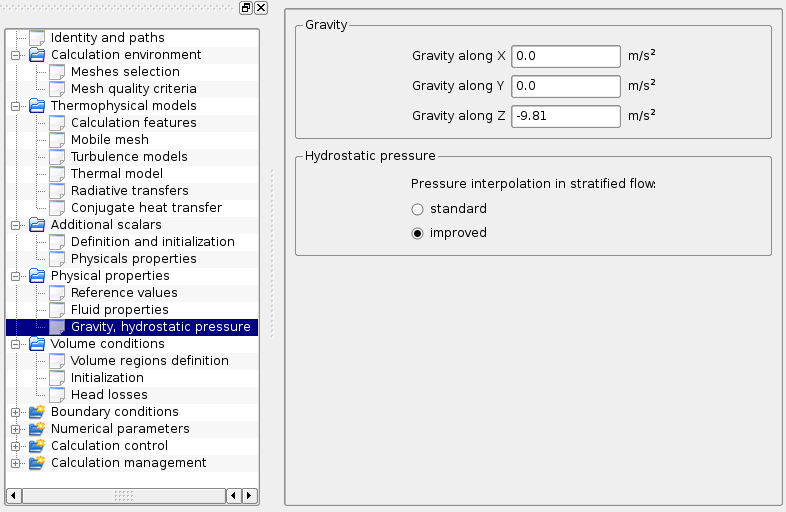 Identity and paths
Calculation environment
Meshes selection
Mesh quality criteria
Thermophysical models
Calculation features
Mobile mesh
Turbulence models
Thermal model
Radiative transfers
Conjugate heat transfer
Additional scalars
Definition and initialization
Physicals properties
Physical properties
Reference values
Fluid properties
Gravity, hydrostatic pressure
Volume conditions
Volume regions definition
Initialization
Head losses
Boundary conditions
Numerical parameters
Calculation control
Calculation management
Gravity
Gravity along X 0.0 m/s²
Gravity along Y 0.0 m/s²
Gravity along Z -9.81 m/s²
Hydrostatic pressure
Pressure interpolation in stratified flow:
standard
improved